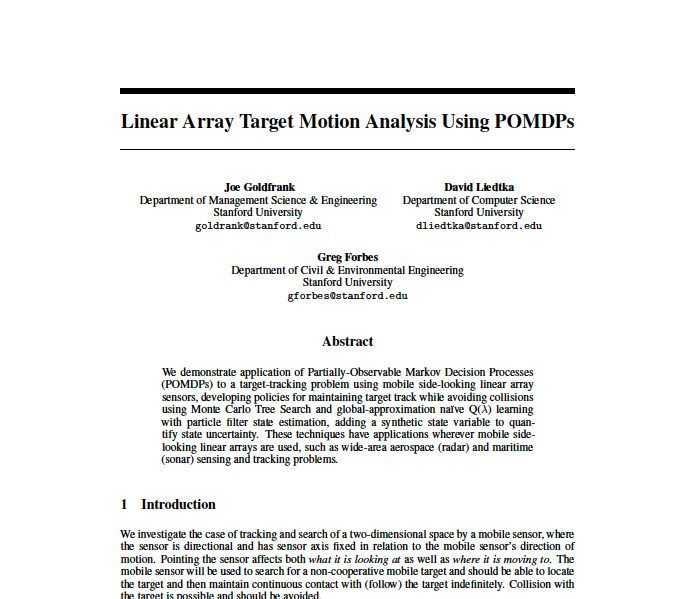 Linear Array Target Motion Analysis Using POMDPs
Joe Goldfrank
Department of Management Science & Engineering
Stanford University
goldrank@stanford.edu
David Liedtka
Department of Computer Science
Stanford University
dliedtka@stanford.edu
Greg Forbes
Department of Civil & Environmental Engineering
Stanford University
gforbes@stanford.edu
Abstract
We demonstrate application of Partially-Observable Markov Decision Processes
(POMDPs) to a target-tracking problem using mobile side-looking linear array
sensors, developing policies for maintaining target track while avoiding collisions
using Monte Carlo Tree Search and global-approximation naïve Q(λ) learning
with particle filter state estimation, adding a synthetic state variable to quan-
tify state uncertainty. These techniques have applications wherever mobile side-
looking linear arrays are used, such as wide-area aerospace (radar) and maritime
(sonar) sensing and tracking problems.
1 Introduction
We investigate the case of tracking and search of a two-dimensional space by a mobile sensor, where
the sensor is directional and has sensor axis fixed in relation to the mobile sensor's direction of
motion. Pointing the sensor affects both what it is looking at as well as where it is moving to. The
mobile sensor will be used to search for a non-cooperative mobile target and should be able to locate
the target and then maintain continuous contact with (follow) the target indefinitely. Collision with
the target is possible and should be avoided.